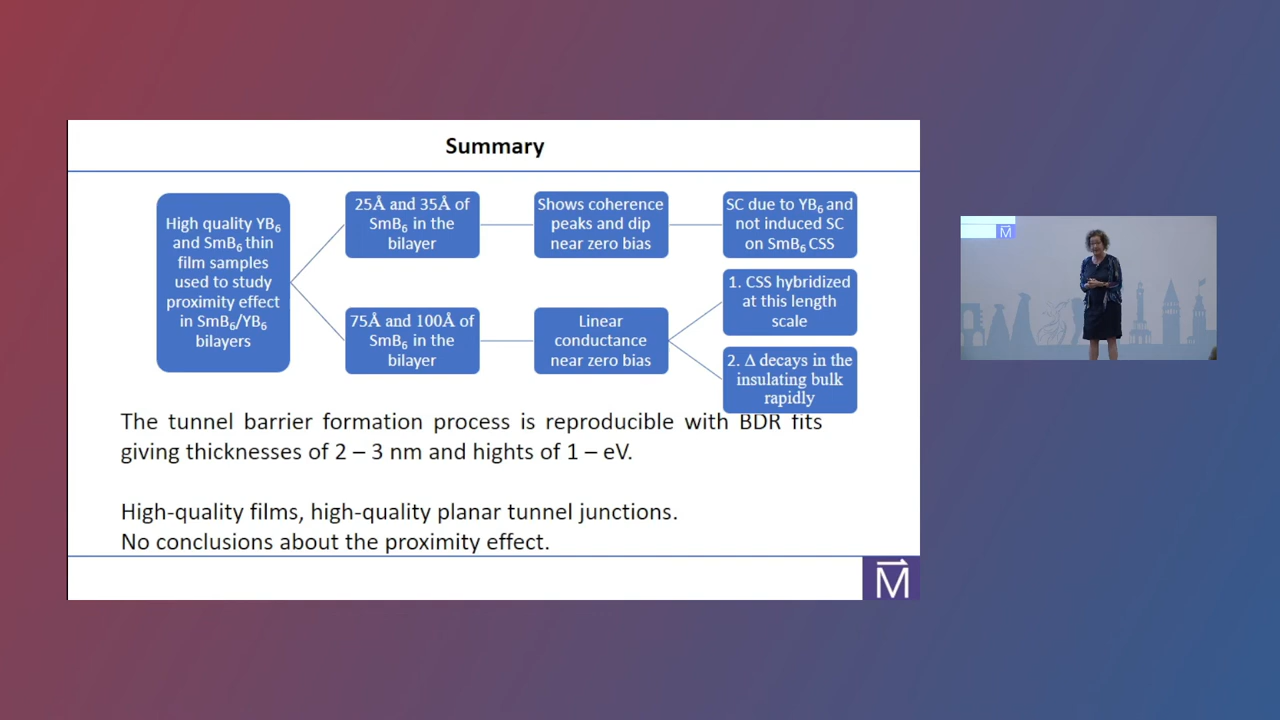 Summary
High quality YB₆
and SmB₆ thin
film samples
used to study
proximity effect
in SmB₆/YB₆
bilayers
25Å and 35Å of
SmB₆ in the
bilayer
Shows coherence
peaks and dip
near zero bias
SC due to YB₆ and
not induced SC
on SmB₆ CSS
75Å and 100Å of
SmB₆ in the
bilayer
Linear
conductance
near zero bias
1. CSS hybridized
at this length
scale
2. Δ decays in the
insulating bulk
rapidly
The tunnel barrier formation process is reproducible with BDR fits
giving thicknesses of 2 – 3 nm and hights of 1 – eV.
High-quality films, high-quality planar tunnel junctions.
No conclusions about the proximity effect.
M
M